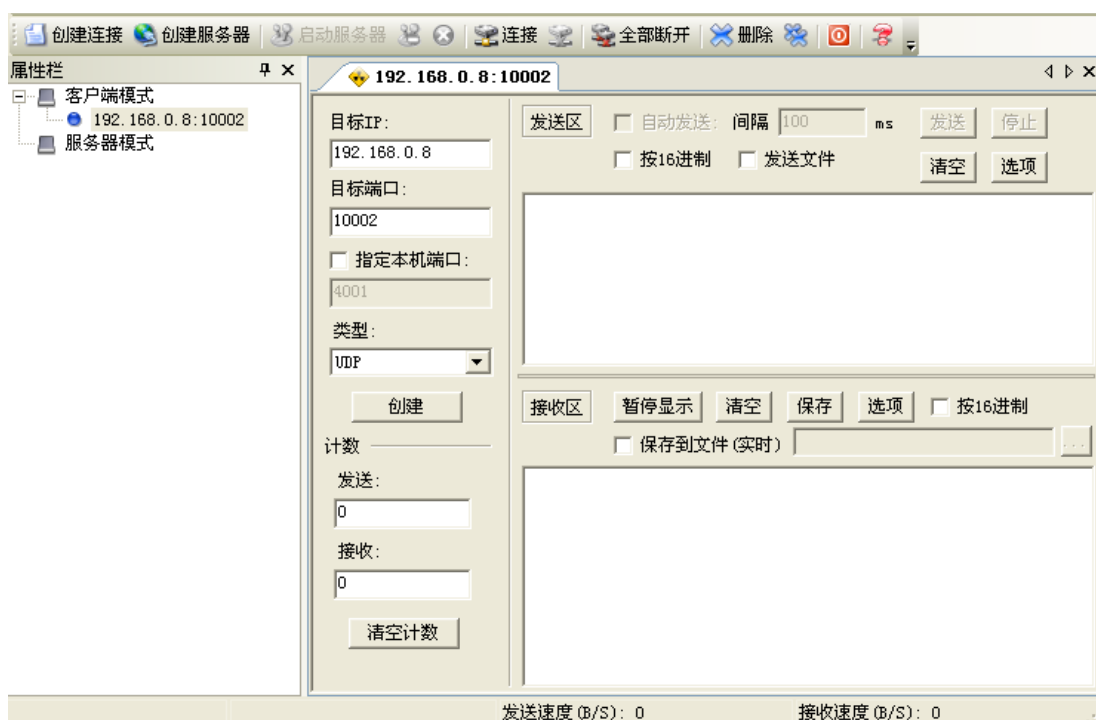 创建连接 创建服务器 启动服务器 连接 全部断开 删除
属性栏
客户端模式
192.168.0.8:10002
服务器模式
192.168.0.8:10002
目标IP:
192.168.0.8
目标端口:
10002
指定本机端口:
4001
类型:
UDP
创建
计数
发送:
0
接收:
0
清空计数
发送区 自动发送: 间隔 100 ms 发送 停止
按16进制 发送文件 清空 选项
接收区 暂停显示 清空 保存 选项 按16进制
保存到文件(实时) ...
发送速度(B/S): 0 接收速度(B/S): 0